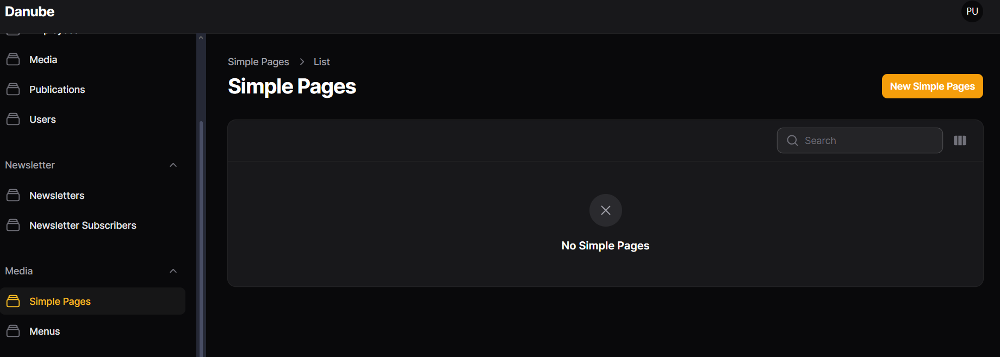 Danube
PU
Media
Publications
Users
Newsletter
Newsletters
Newsletter Subscribers
Media
Simple Pages
Menus
Simple Pages > List
Simple Pages
New Simple Pages
Search
No Simple Pages